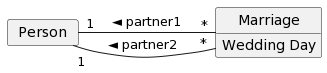 Person
1 ◄ partner1 *
Marriage
Wedding Day
1 ◄ partner2 *